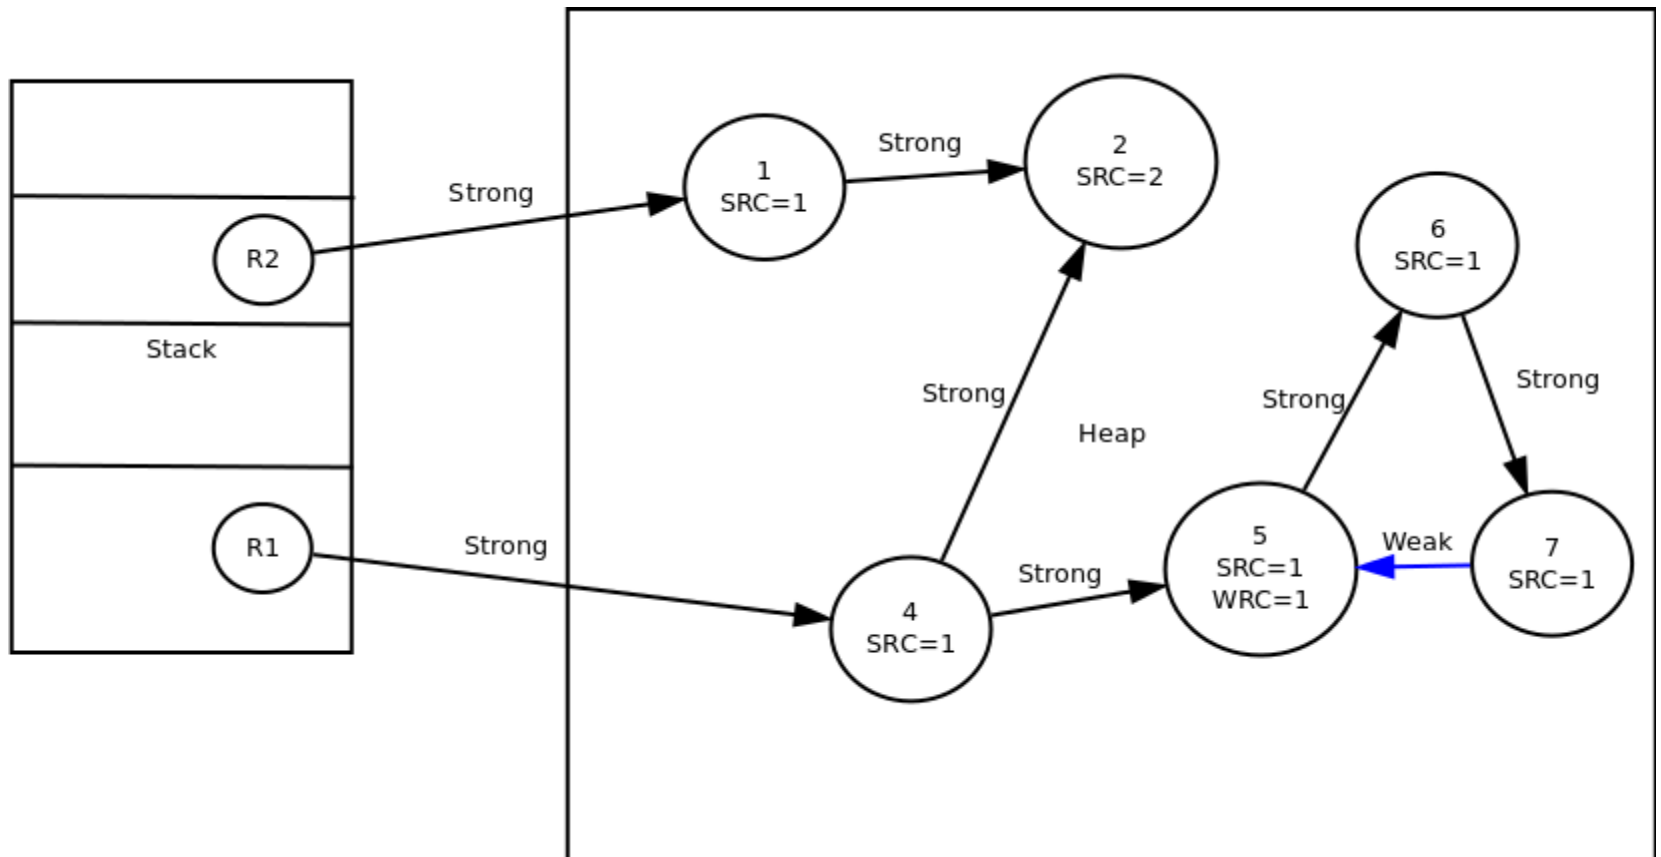 Strong
1
SRC=1
Strong
2
SRC=2
6
SRC=1
R2
Stack
Strong
Heap
Strong
Strong
R1
Strong
4
SRC=1
Strong
5
SRC=1
WRC=1
Weak
7
SRC=1